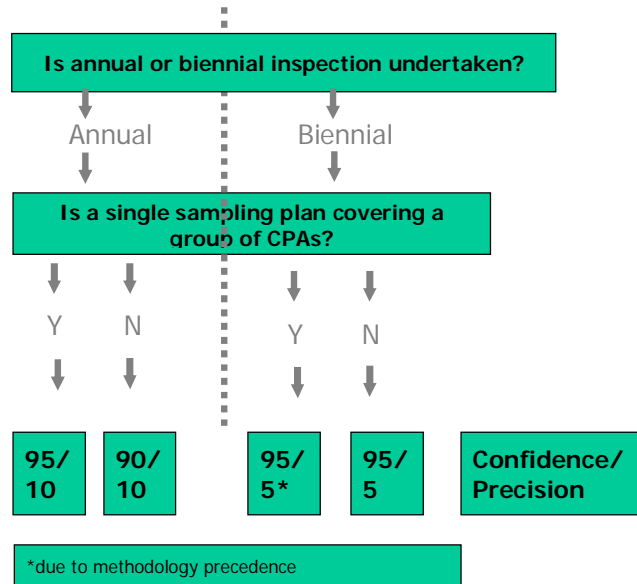 Is annual or biennial inspection undertaken?
Annual Biennial
Is a single sampling plan covering a
group of CPAs?
Y N Y N
95/ 90/ 95/ 95/ Confidence/
10 10 5* 5 Precision
*due to methodology precedence